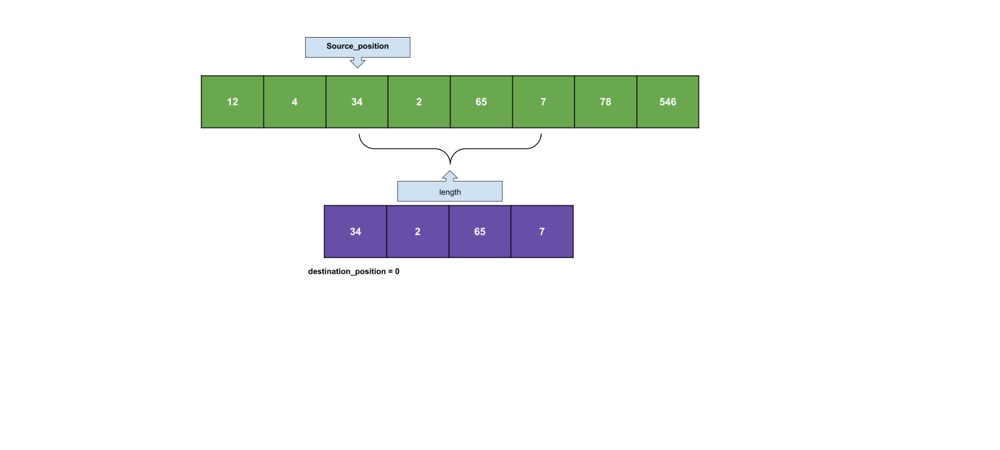 Source_position
12 4 34 2 65 7 78 546
length
34 2 65 7
destination_position = 0